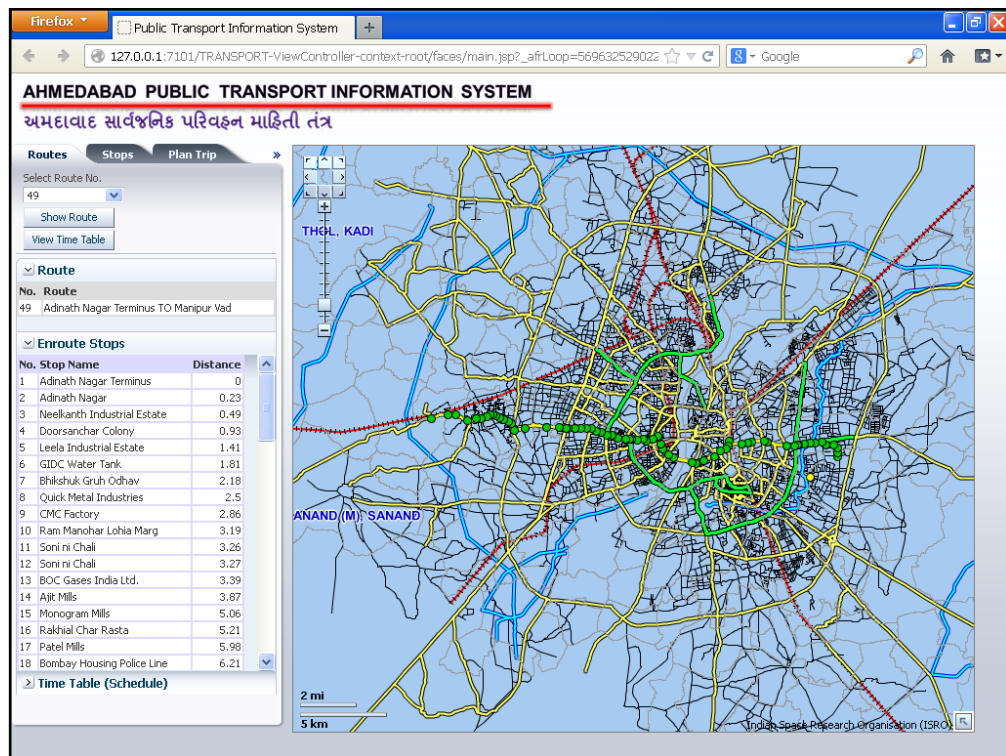 Firefox
Public Transport Information System
127.0.0.1:7101/TRANSPORT-ViewController-context-root/faces/main.jsp?_afrLoop=569632529022
Google
AHMEDABAD PUBLIC TRANSPORT INFORMATION SYSTEM
અમદાવાદ સાર્વજનિક પરિવહન માહિતી તંત્ર
Routes Stops Plan Trip »
Select Route No.
49
Show Route
View Time Table
Route
No. Route
49 Adinath Nagar Terminus TO Manipur Vad
Enroute Stops
No. Stop Name Distance
1 Adinath Nagar Terminus 0
2 Adinath Nagar 0.23
3 Neelkanth Industrial Estate 0.49
4 Doorsanchar Colony 0.93
5 Leela Industrial Estate 1.41
6 GIDC Water Tank 1.81
7 Bhikshuk Gruh Odhav 2.18
8 Quick Metal Industries 2.5
9 CMC Factory 2.86
10 Ram Manohar Lohia Marg 3.19
11 Soni ni Chali 3.26
12 Soni ni Chali 3.27
13 BOC Gases India Ltd. 3.39
14 Ajit Mills 3.87
15 Monogram Mills 5.06
16 Rakhial Char Rasta 5.21
17 Patel Mills 5.98
18 Bombay Housing Police Line 6.21
Time Table (Schedule)
THOL, KADI
ANAND (M), SANAND
2 mi
5 km
Indian Space Research Organisation (ISRO)